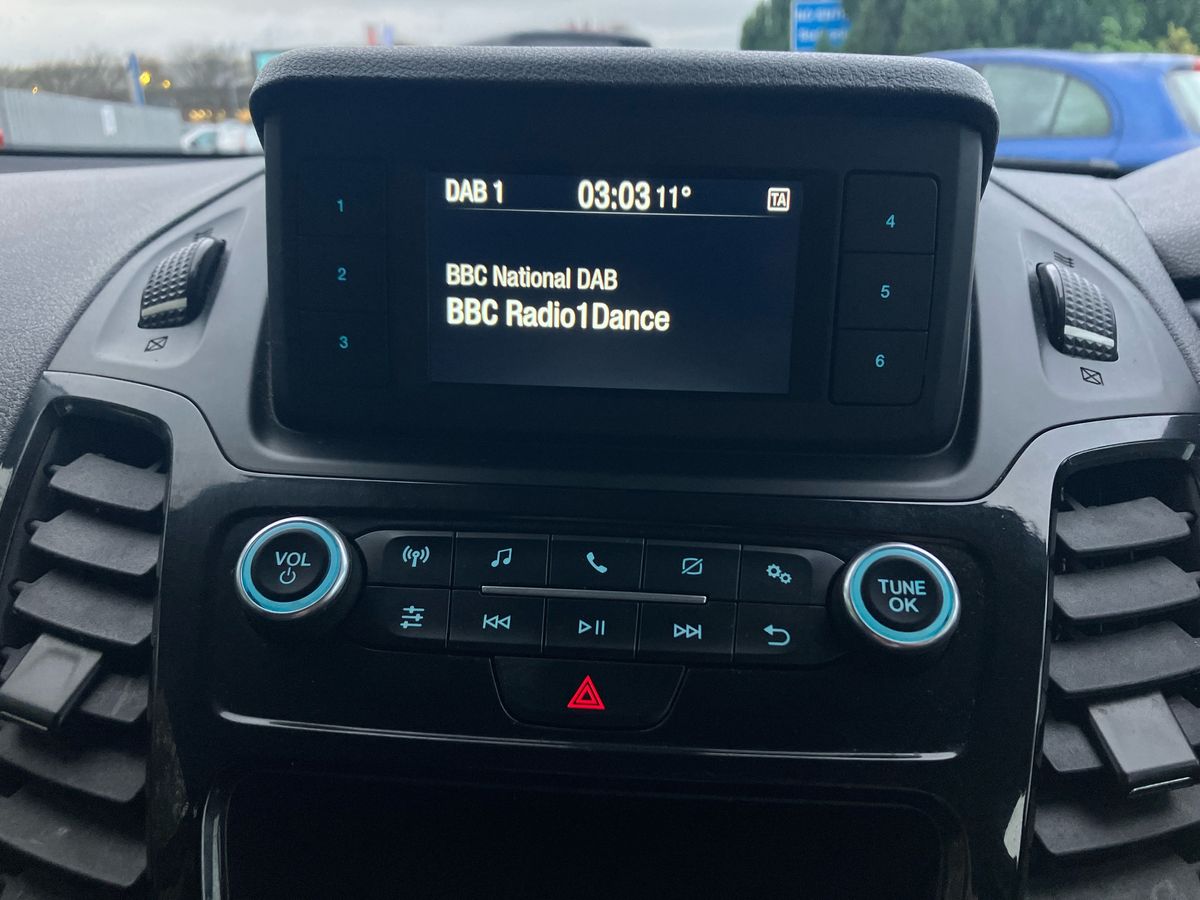 DAB 1 03:03 11° TA
BBC National DAB
BBC Radio1Dance
1
2
3
4
5
6
VOL
TUNE
OK